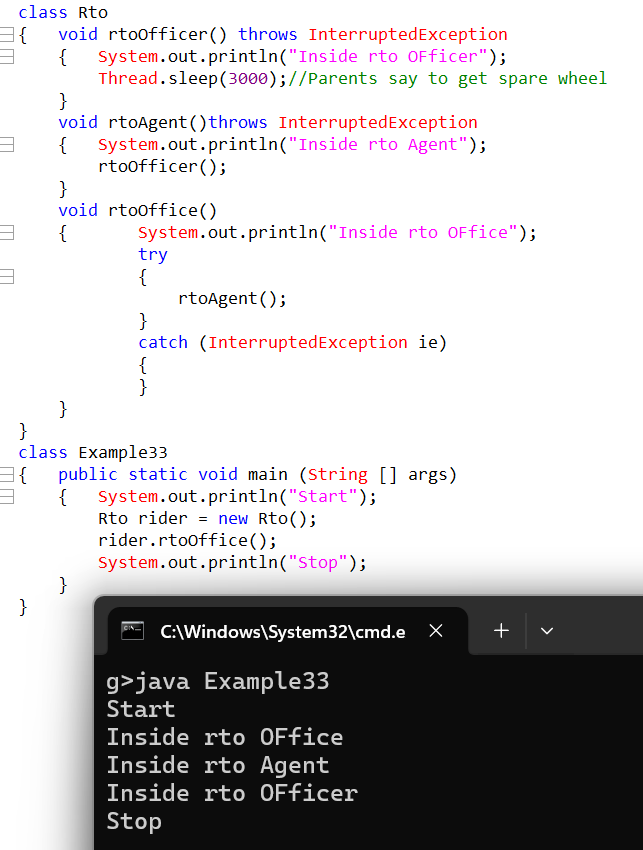 class Rto
{   void rtoOfficer() throws InterruptedException
    {   System.out.println("Inside rto OFficer");
        Thread.sleep(3000);//Parents say to get spare wheel
    }
    void rtoAgent()throws InterruptedException
    {   System.out.println("Inside rto Agent");
        rtoOfficer();
    }
    void rtoOffice()
    {       System.out.println("Inside rto OFfice");
            try
            {
                rtoAgent();
            }
            catch (InterruptedException ie)
            {
            }
    }
}
class Example33
{   public static void main (String [] args)
    {   System.out.println("Start");
        Rto rider = new Rto();
        rider.rtoOffice();
        System.out.println("Stop");
    }
}
C:\Windows\System32\cmd.e
g>java Example33
Start
Inside rto OFfice
Inside rto Agent
Inside rto OFficer
Stop